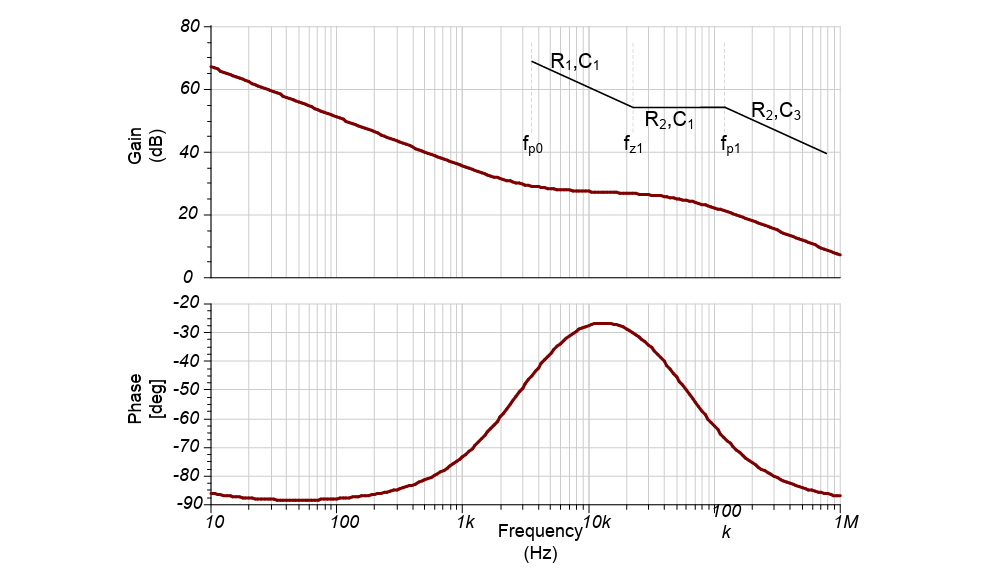 80
60
40
20
0
Gain
(dB)
R1,C1
R2,C1
R2,C3
fp0
fz1
fp1
-20
-30
-40
-50
-60
-70
-80
-90
Phase
[deg]
10
100
1k
10k
100
k
1M
Frequency
(Hz)